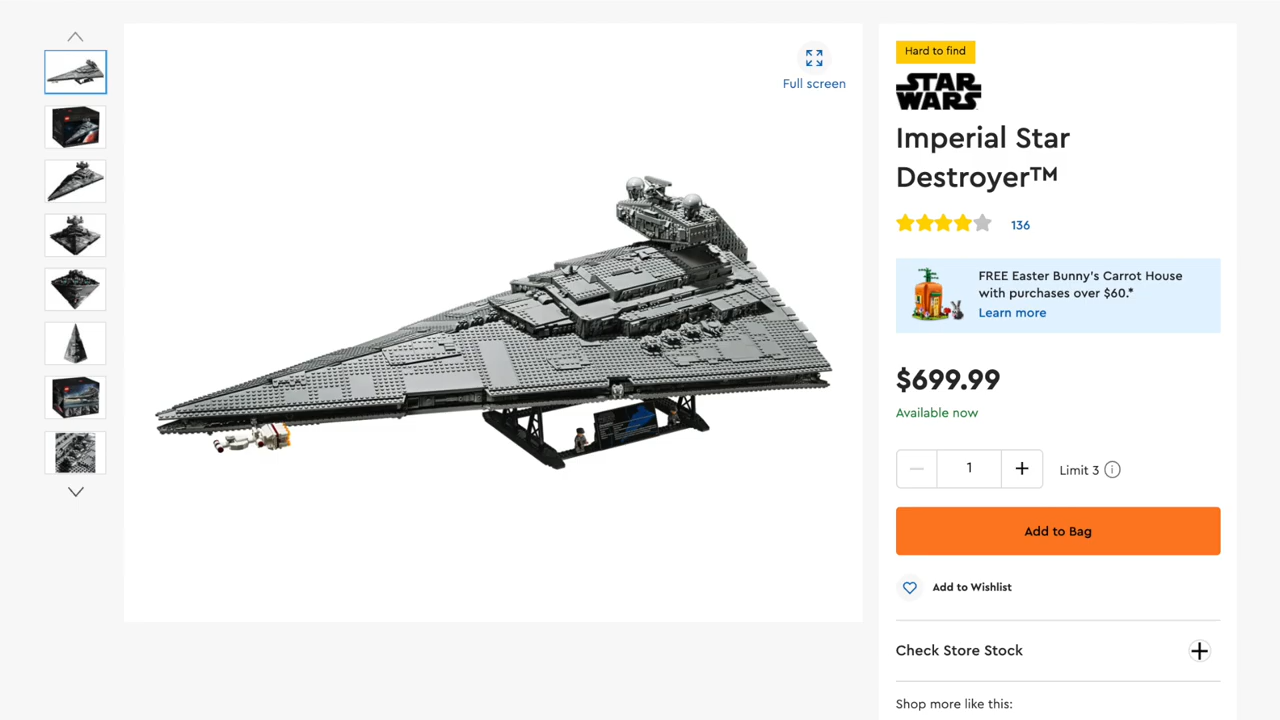 Full screen
Hard to find
STAR
WARS
Imperial Star
Destroyer™
136
FREE Easter Bunny's Carrot House
with purchases over $60.*
Learn more
$699.99
Available now
1
Limit 3
Add to Bag
Add to Wishlist
Check Store Stock
Shop more like this: